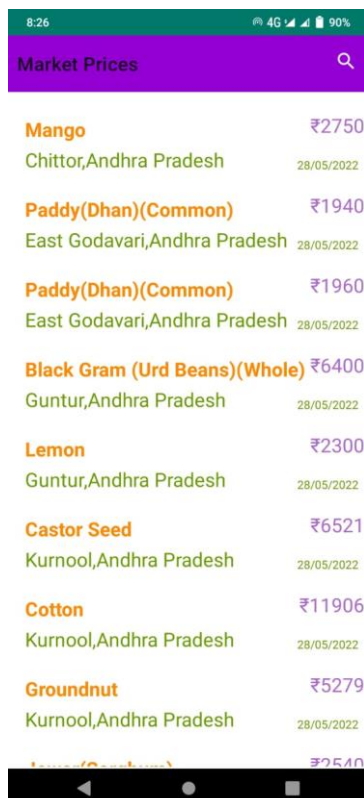 8:26 4G 90%
Market Prices
Mango ₹2750
Chittor,Andhra Pradesh 28/05/2022
Paddy(Dhan)(Common) ₹1940
East Godavari,Andhra Pradesh 28/05/2022
Paddy(Dhan)(Common) ₹1960
East Godavari,Andhra Pradesh 28/05/2022
Black Gram (Urd Beans)(Whole) ₹6400
Guntur,Andhra Pradesh 28/05/2022
Lemon ₹2300
Guntur,Andhra Pradesh 28/05/2022
Castor Seed ₹6521
Kurnool,Andhra Pradesh 28/05/2022
Cotton ₹11906
Kurnool,Andhra Pradesh 28/05/2022
Groundnut ₹5279
Kurnool,Andhra Pradesh 28/05/2022
Jowar(Sorghum) ₹2540